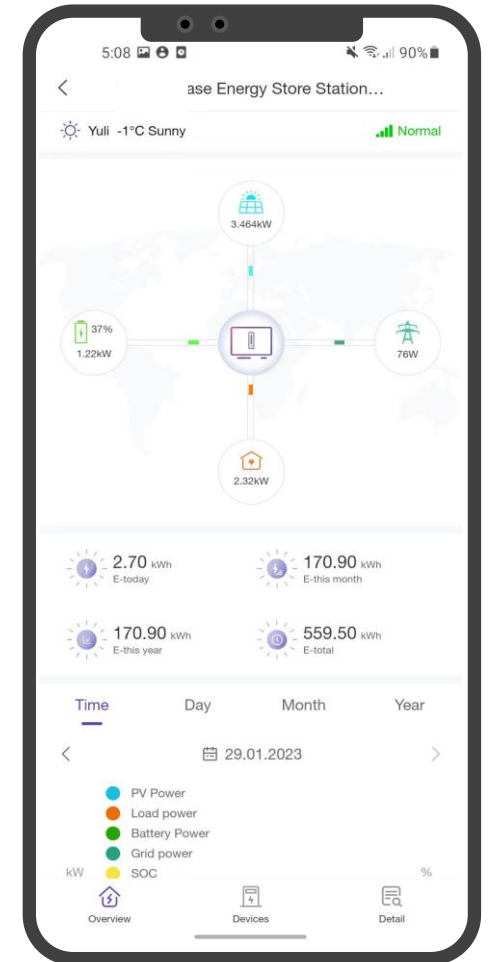 5:08 90%
ase Energy Store Station...
Yuli -1°C Sunny Normal
3.464kW
37%
1.22kW
76W
2.32kW
2.70 kWh
E-today
170.90 kWh
E-this month
170.90 kWh
E-this year
559.50 kWh
E-total
Time Day Month Year
29.01.2023
PV Power
Load power
Battery Power
Grid power
kW SOC %
Overview Devices Detail